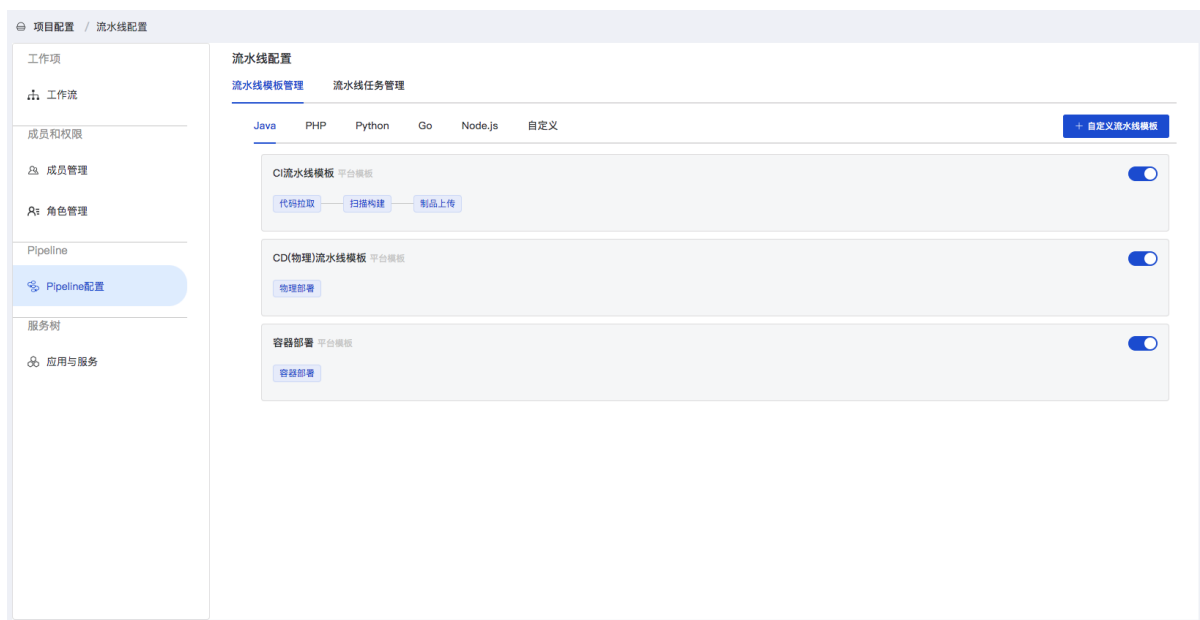 项目配置 / 流水线配置
工作项
工作流
成员和权限
成员管理
角色管理
Pipeline
Pipeline配置
服务树
应用与服务
流水线配置
流水线模板管理 流水线任务管理
Java PHP Python Go Node.js 自定义 + 自定义流水线模板
CI流水线模板 平台模板
代码拉取 扫描构建 制品上传
CD(物理)流水线模板 平台模板
物理部署
容器部署 平台模板
容器部署